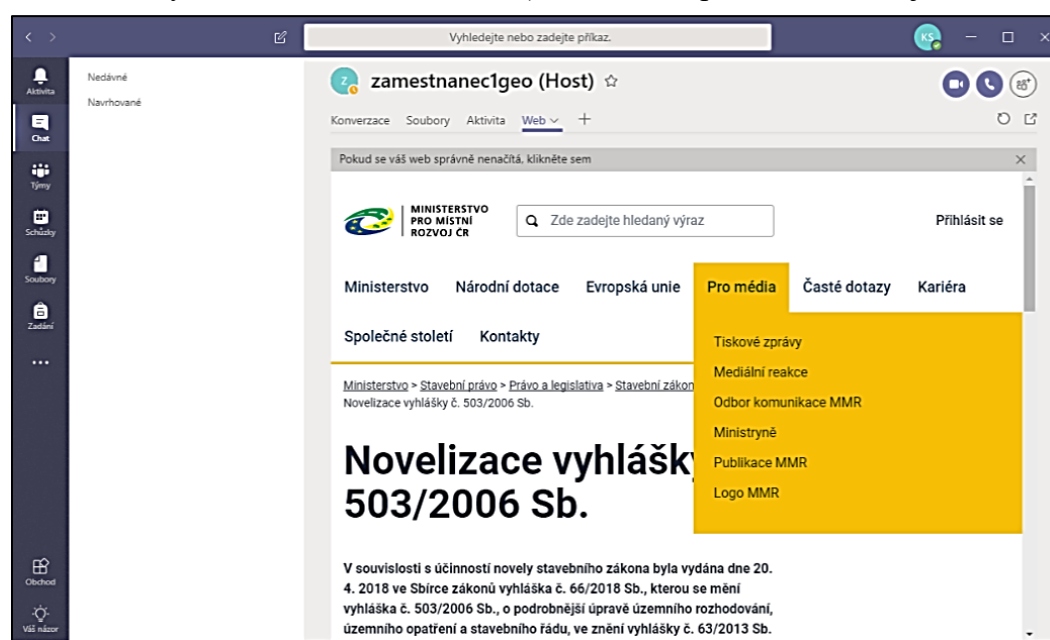 Vyhledejte nebo zadejte příkaz.
KS
Aktivita
Chat
Týmy
Schůzky
Soubory
Zadání
Obchod
Váš názor
Nedávné
Navrhované
Z
zamestnanec1geo (Host)
Konverzace Soubory Aktivita Web
Pokud se váš web správně nenačítá, klikněte sem
MINISTERSTVO
PRO MÍSTNÍ
ROZVOJ ČR
Zde zadejte hledaný výraz
Přihlásit se
Ministerstvo Národní dotace Evropská unie Pro média Časté dotazy Kariéra
Společné století Kontakty
Tiskové zprávy
Mediální reakce
Odbor komunikace MMR
Ministryně
Publikace MMR
Logo MMR
Ministerstvo > Stavební právo > Právo a legislativa > Stavební zákon
Novelizace vyhlášky č. 503/2006 Sb.
Novelizace vyhlášky
503/2006 Sb.
V souvislosti s účinností novely stavebního zákona byla vydána dne 20.
4. 2018 ve Sbírce zákonů vyhláška č. 66/2018 Sb., kterou se mění
vyhláška č. 503/2006 Sb., o podrobnější úpravě územního rozhodování,
územního opatření a stavebního řádu, ve znění vyhlášky č. 63/2013 Sb.